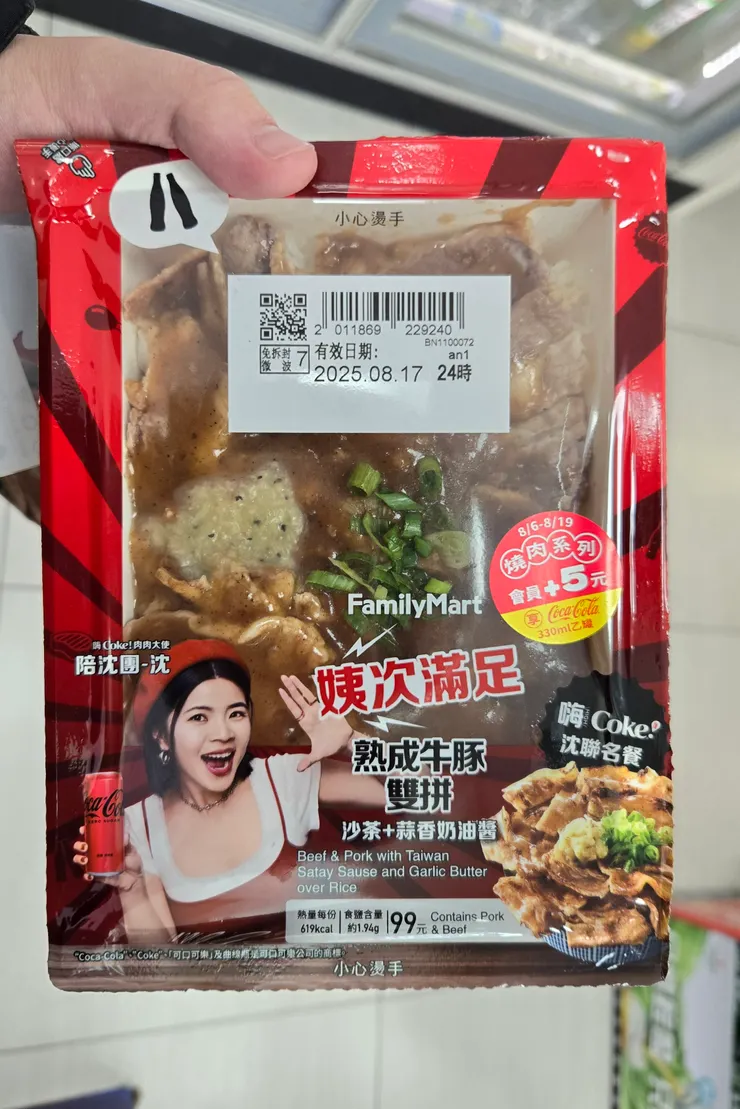 小心燙手
2 011869 229240
BN1100072
免拆封
微波 7
有效日期:
an1
2025.08.17 24時
8/6-8/19
燒肉系列
會員+5元
享 Coca-Cola
330ml乙罐
FamilyMart
嗨Coke!肉肉大使
陪沈團-沈
姨次滿足
嗨Coke!
沈聯名餐
熟成牛豚
雙拼
沙茶+蒜香奶油醬
Beef & Pork with Taiwan
Satay Sause and Garlic Butter
over Rice
熱量每份
619kcal
食鹽含量
約1.94g
99元
Contains Pork
& Beef
"Coca-Cola"、"Coke"、「可口可樂」及曲線瓶是可口可樂公司的商標。
小心燙手